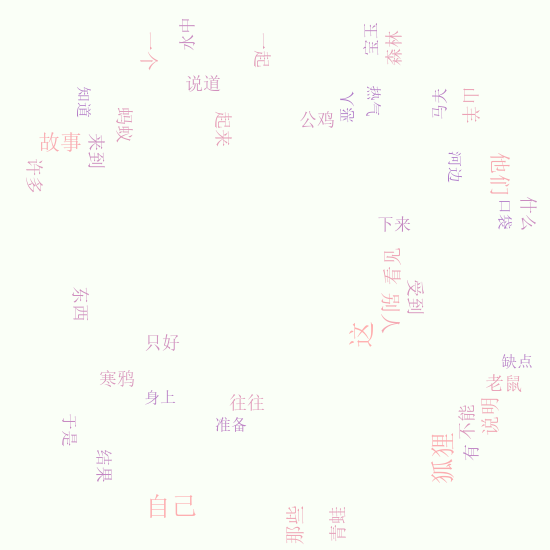 水中
一个
一起
宝玉
森林
说道
知道
热气
恶人
马夫
山羊
蚂蚁
起来
公鸡
故事
来到
许多
河边
他们
口袋
什么
下来
看见
受到
别人
东西
这
只好
缺点
寒鸦
老鼠
身上
往往
准备
不能
说明
于是
有
狐狸
结果
自己
那些
青蛙